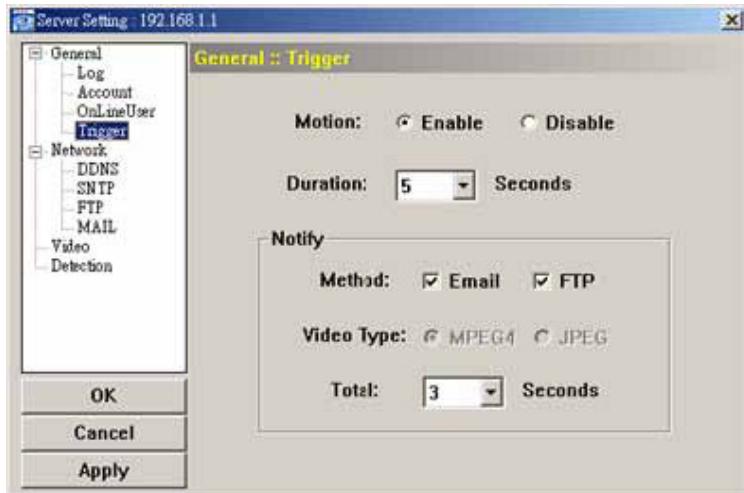 Server Setting : 192.168.1.1
General
Log
Account
OnLineUser
Trigger
Network
DDNS
SNTP
FTP
MAIL
Video
Detection
OK
Cancel
Apply
General :: Trigger
Motion: Enable Disable
Duration: 5 Seconds
Notify
Method: Email FTP
Video Type: MPEG4 JPEG
Total: 3 Seconds